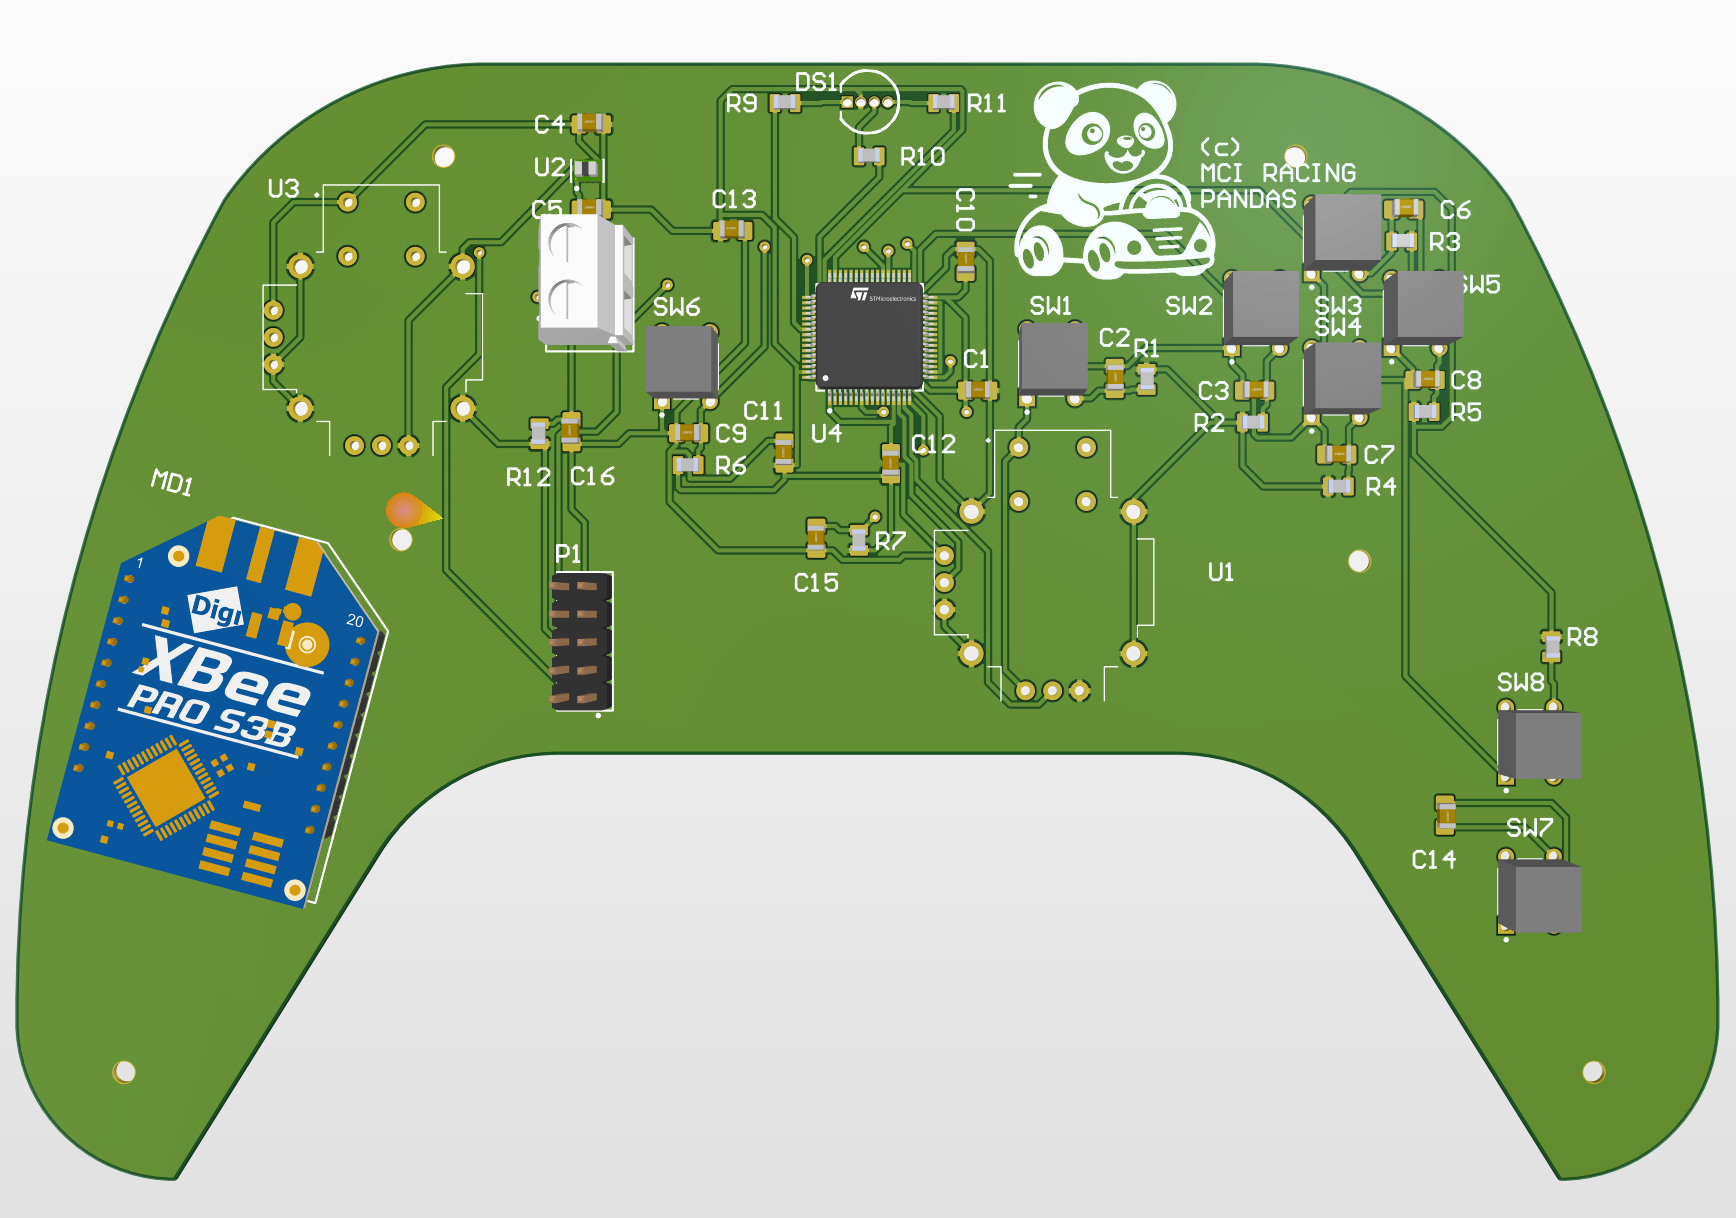 DS1
R9
R11
C4
R10
(c)
MCI RACING
PANDAS
U2
U3
C13
C10
C5
C6
R3
SW5
SW6
SW1
SW2
SW3
SW4
STMicroelectronics
C2
R1
C1
C3
C8
R5
C11
U4
C9
R6
C12
R2
C7
R4
R12
C16
MD1
R7
P1
C15
U1
1
20
Digi
XBee
PRO S3B
R8
SW8
SW7
C14